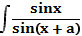 ∫ sinx / sin(x + a)